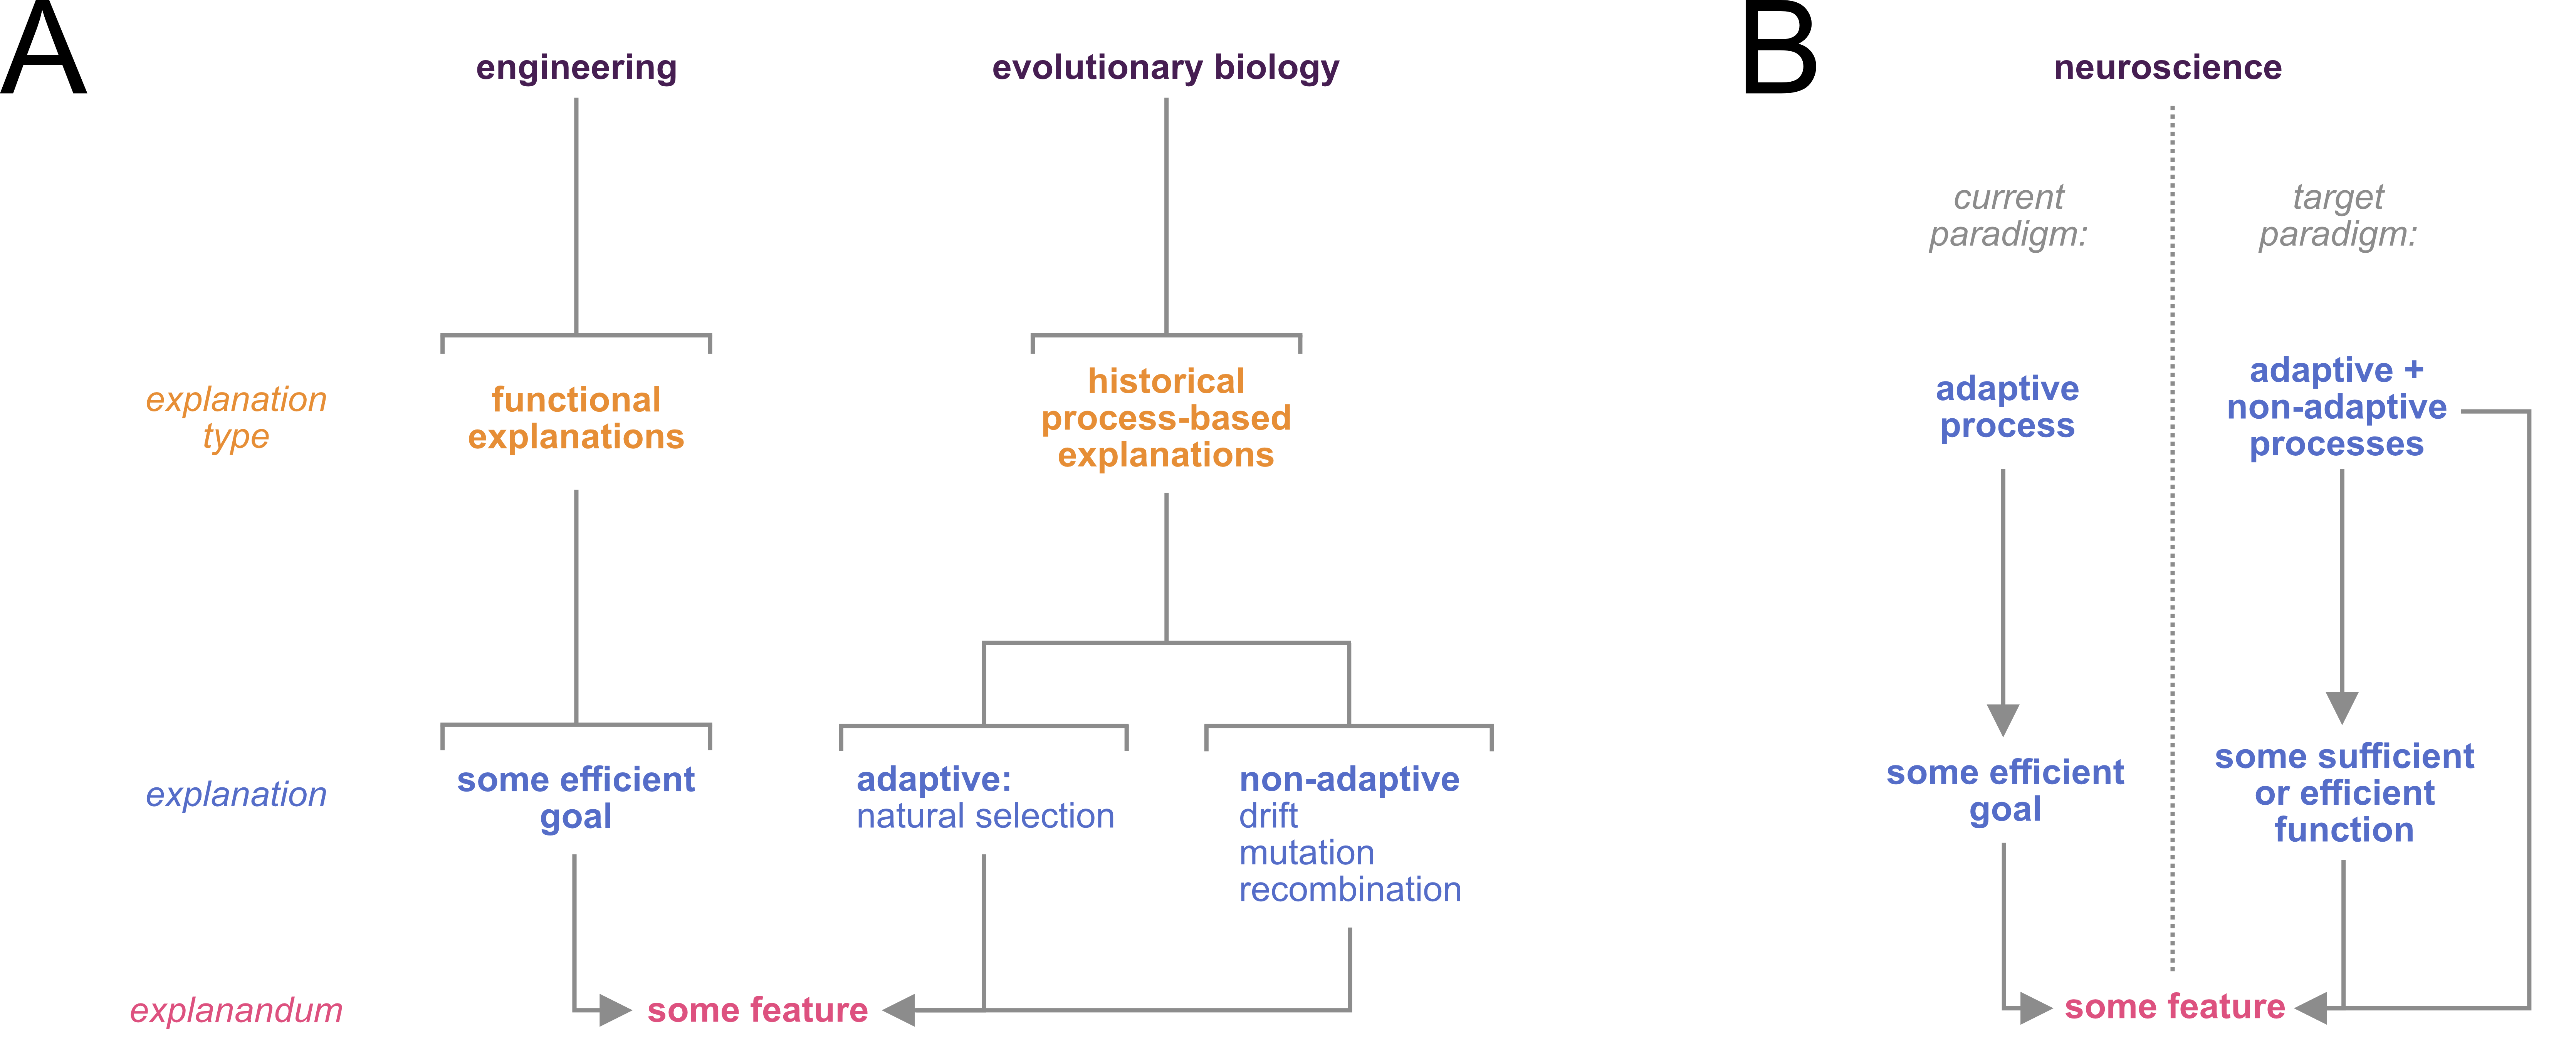 A
engineering
evolutionary biology
explanation
type
functional
explanations
historical
process-based
explanations
explanation
some efficient
goal
adaptive:
natural selection
non-adaptive
drift
mutation
recombination
explanandum
some feature
B
neuroscience
current
paradigm:
target
paradigm:
adaptive
process
adaptive +
non-adaptive
processes
some efficient
goal
some sufficient
or efficient
function
some feature